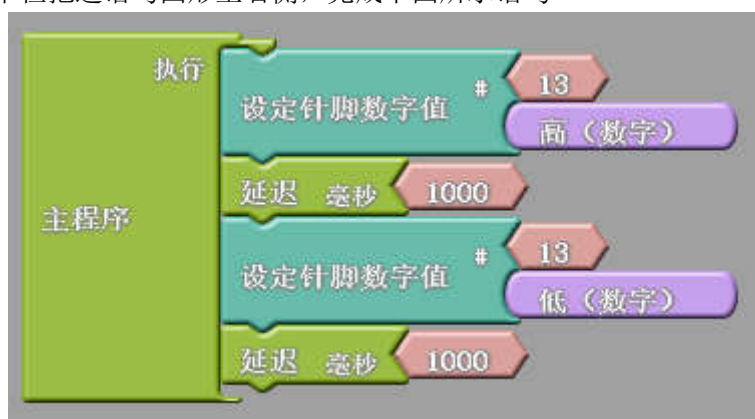 执行
设定针脚数字值 # 13
高（数字）
延迟 毫秒 1000
主程序
设定针脚数字值 # 13
低（数字）
延迟 毫秒 1000